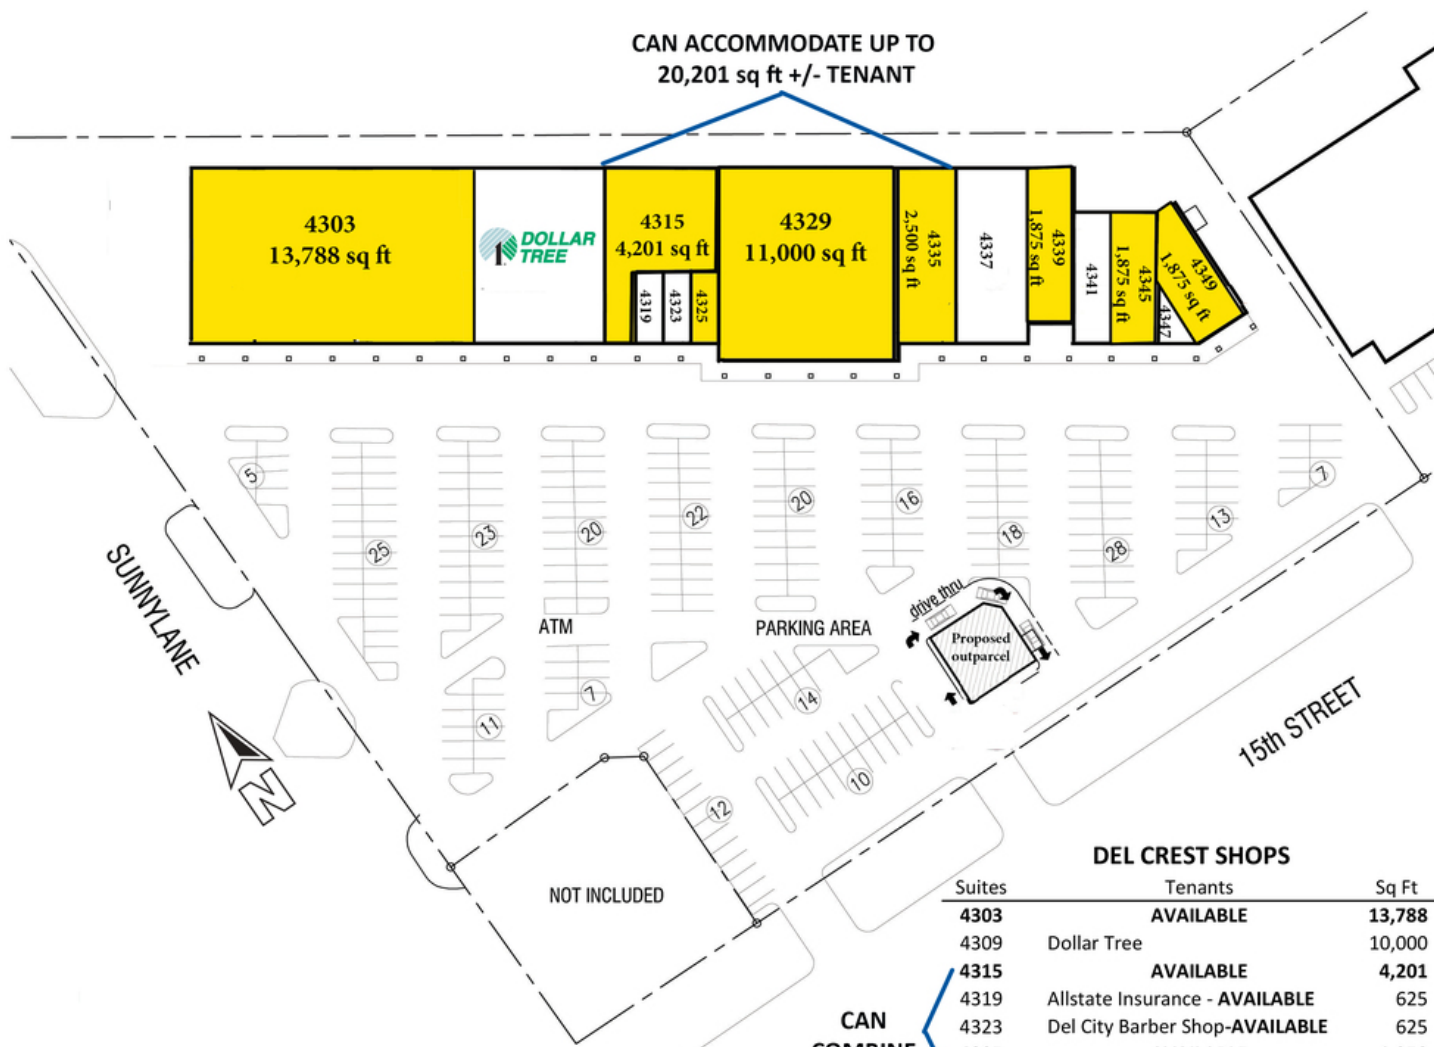 CAN ACCOMMODATE UP TO
20,201 sq ft +/- TENANT
4303
13,788 sq ft
DOLLAR
TREE
1
4315
4,201 sq ft
4319
4323
4325
4329
11,000 sq ft
4335
2,500 sq ft
4337
4339
1,875 sq ft
4341
4345
1,875 sq ft
4347
4349
1,875 sq ft
5
25
23
20
22
20
16
18
28
13
7
SUNNYLANE
ATM
PARKING AREA
drive thru
Proposed
outparcel
11
7
14
10
12
15th STREET
N
NOT INCLUDED
DEL CREST SHOPS
Suites Tenants Sq Ft
4303 AVAILABLE 13,788
4309 Dollar Tree 10,000
4315 AVAILABLE 4,201
4319 Allstate Insurance - AVAILABLE 625
4323 Del City Barber Shop-AVAILABLE 625
CAN
COMBINE